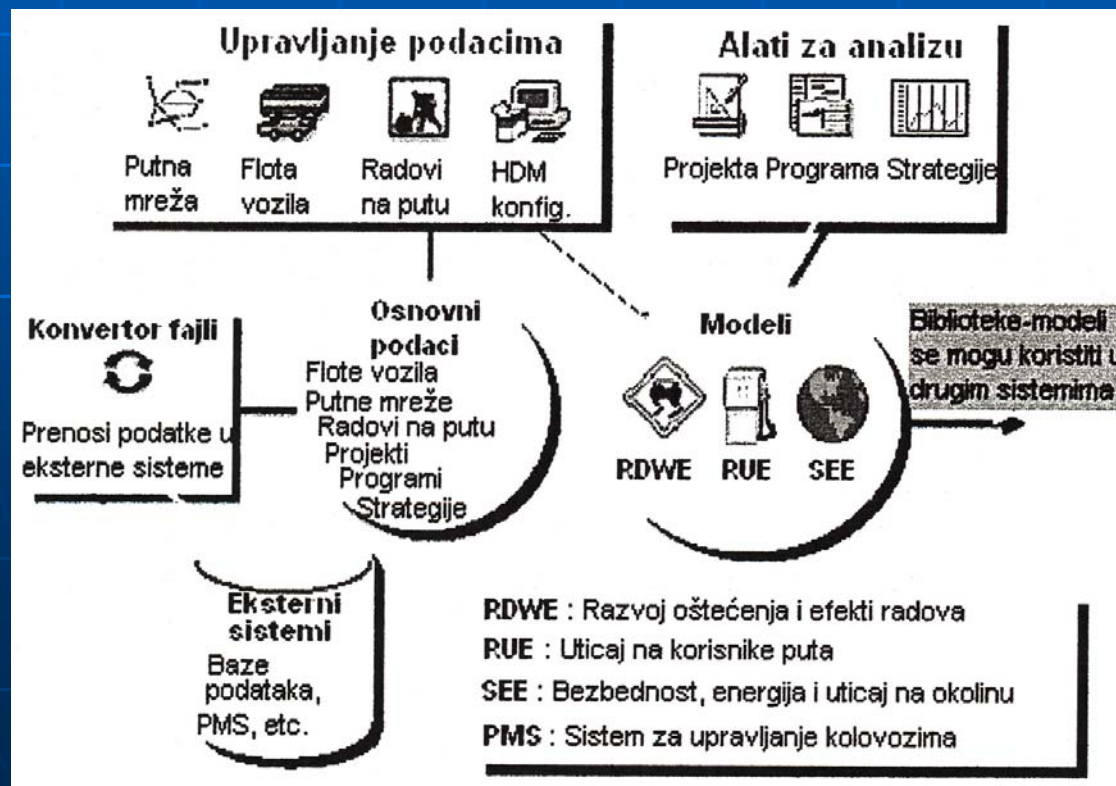 Upravljanje podacima
Putna mreža
Flota vozila
Radovi na putu
HDM konfig.
Alati za analizu
Projekta Programa Strategije
Konvertor fajli
Prenosi podatke u
eksterne sisteme
Osnovni
podaci
Flote vozila
Putne mreže
Radovi na putu
Projekti
Programi
Strategije
Modeli
RDWE RUE SEE
Biblioteke-modeli
se mogu koristiti u
drugim sistemima
Eksterni
sistemi
Baze
podataka,
PMS, etc.
RDWE : Razvoj oštećenja i efekti radova
RUE : Uticaj na korisnike puta
SEE : Bezbednost, energija i uticaj na okolinu
PMS : Sistem za upravljanje kolovozima